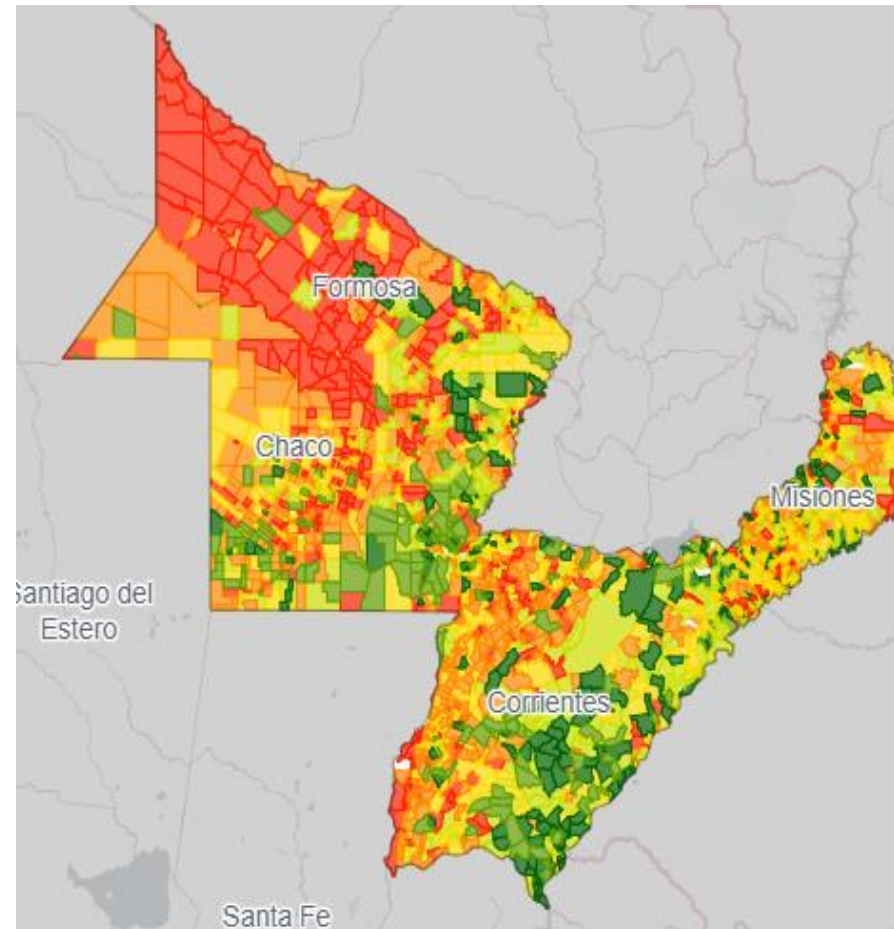 Formosa
Chaco
Misiones
Santiago del
Estero
Corrientes
Santa Fe